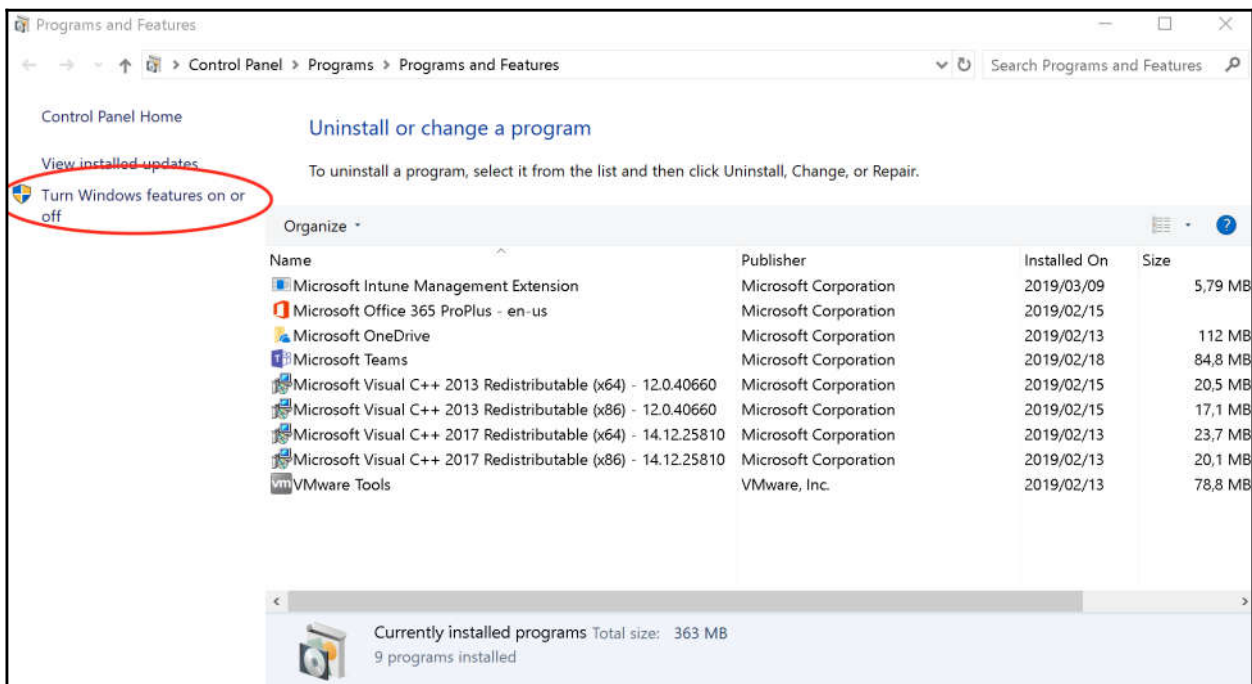 Programs and Features
Control Panel > Programs > Programs and Features
Search Programs and Features
Control Panel Home
View installed updates
Turn Windows features on or
off
Uninstall or change a program
To uninstall a program, select it from the list and then click Uninstall, Change, or Repair.
Organize
Name Publisher Installed On Size
Microsoft Intune Management Extension Microsoft Corporation 2019/03/09 5,79 MB
Microsoft Office 365 ProPlus - en-us Microsoft Corporation 2019/02/15
Microsoft OneDrive Microsoft Corporation 2019/02/13 112 MB
Microsoft Teams Microsoft Corporation 2019/02/18 84,8 MB
Microsoft Visual C++ 2013 Redistributable (x64) - 12.0.40660 Microsoft Corporation 2019/02/15 20,5 MB
Microsoft Visual C++ 2013 Redistributable (x86) - 12.0.40660 Microsoft Corporation 2019/02/15 17,1 MB
Microsoft Visual C++ 2017 Redistributable (x64) - 14.12.25810 Microsoft Corporation 2019/02/13 23,7 MB
Microsoft Visual C++ 2017 Redistributable (x86) - 14.12.25810 Microsoft Corporation 2019/02/13 20,1 MB
vm VMware Tools VMware, Inc. 2019/02/13 78,8 MB
Currently installed programs Total size: 363 MB
9 programs installed